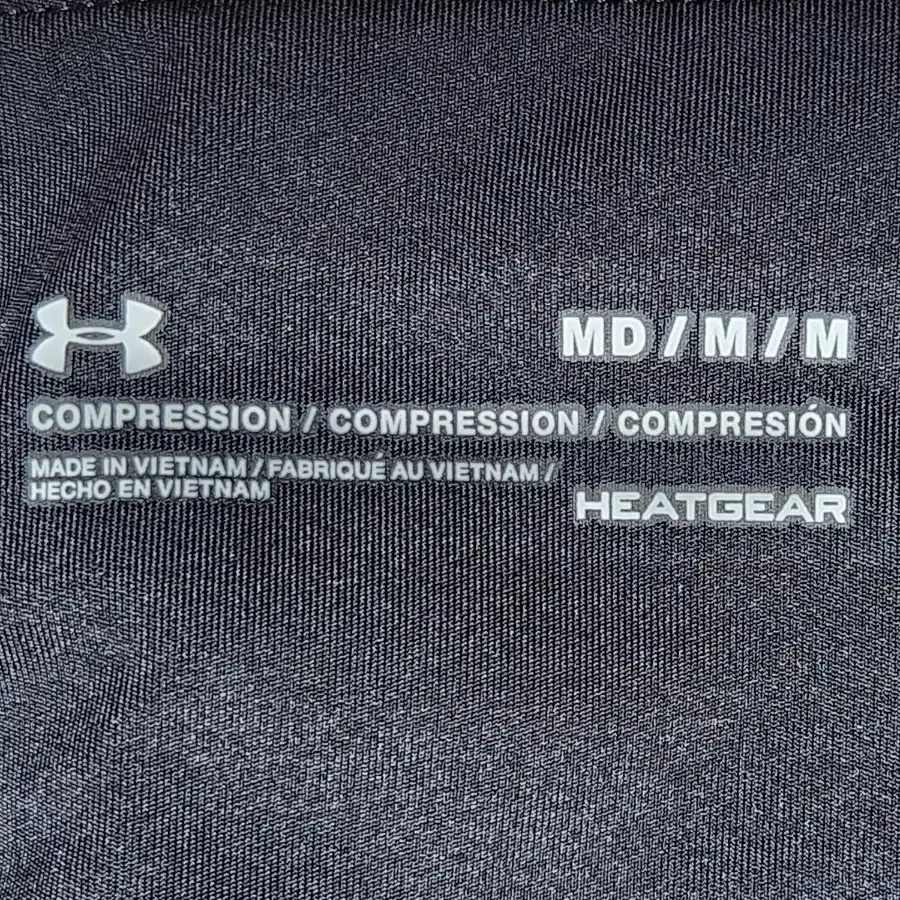 MD / M / M
COMPRESSION / COMPRESSION / COMPRESIÓN
MADE IN VIETNAM / FABRIQUÉ AU VIETNAM /
HECHO EN VIETNAM
HEATGEAR